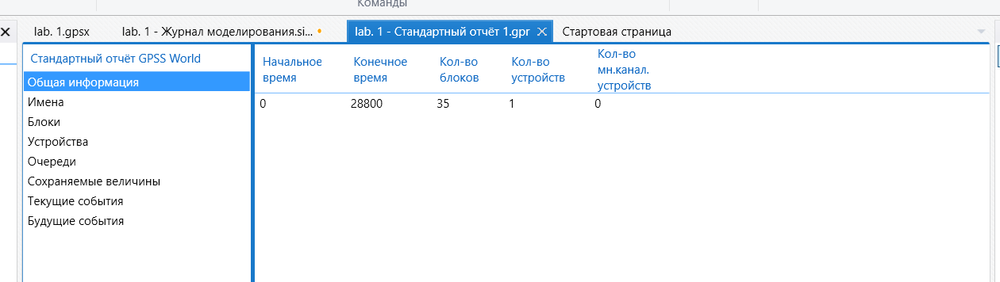 Команды
lab. 1.gpsx
lab. 1 - Журнал моделирования.si...
lab. 1 - Стандартный отчёт 1.gpr
Стартовая страница
Стандартный отчёт GPSS World
Общая информация
Имена
Блоки
Устройства
Очереди
Сохраняемые величины
Текущие события
Будущие события
Начальное
время
Конечное
время
Кол-во
блоков
Кол-во
устройств
Кол-во
мн.канал.
устройств
0
28800
35
1
0